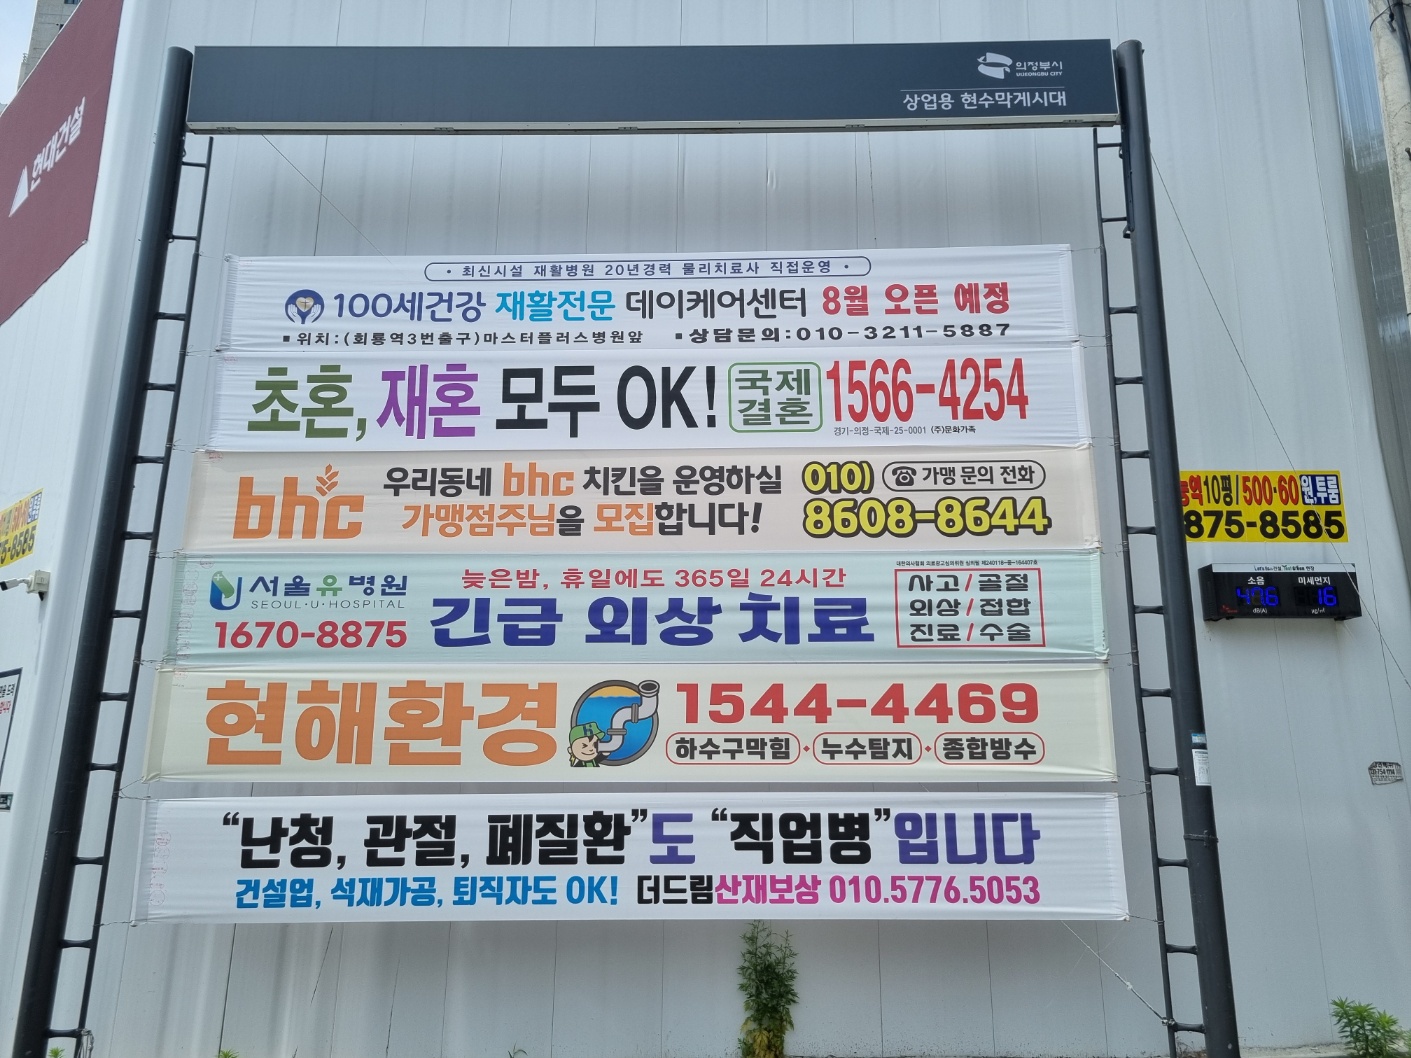 의정부시
UIJEONGBU CITY
상업용 현수막게시대
현대건설
• 최신시설 재활병원 20년경력 물리치료사 직접운영 •
100세건강 재활전문 데이케어센터 8월 오픈 예정
▪위치:(회룡역3번출구)마스터플러스병원앞 ▪상담문의:010-3211-5887
초혼, 재혼 모두 OK! 국제결혼 1566-4254
경기-의정-국제-25-0001 (주)문화가족
bhc
우리동네 bhc 치킨을 운영하실
가맹점주님을 모집합니다!
010) ☎ 가맹 문의 전화
8608-8644
서울유병원
SEOUL·U·HOSPITAL
1670-8875
늦은밤, 휴일에도 365일 24시간
긴급 외상 치료
사고/골절
외상/접합
진료/수술
현해환경
1544-4469
하수구막힘•누수탐지•종합방수
“난청, 관절, 폐질환”도 “직업병”입니다
건설업, 석재가공, 퇴직자도 OK! 더드림산재보상 010.5776.5053
10평/500·60원,투룸
875-8585
소음 미세먼지
47.6 16
dB(A)